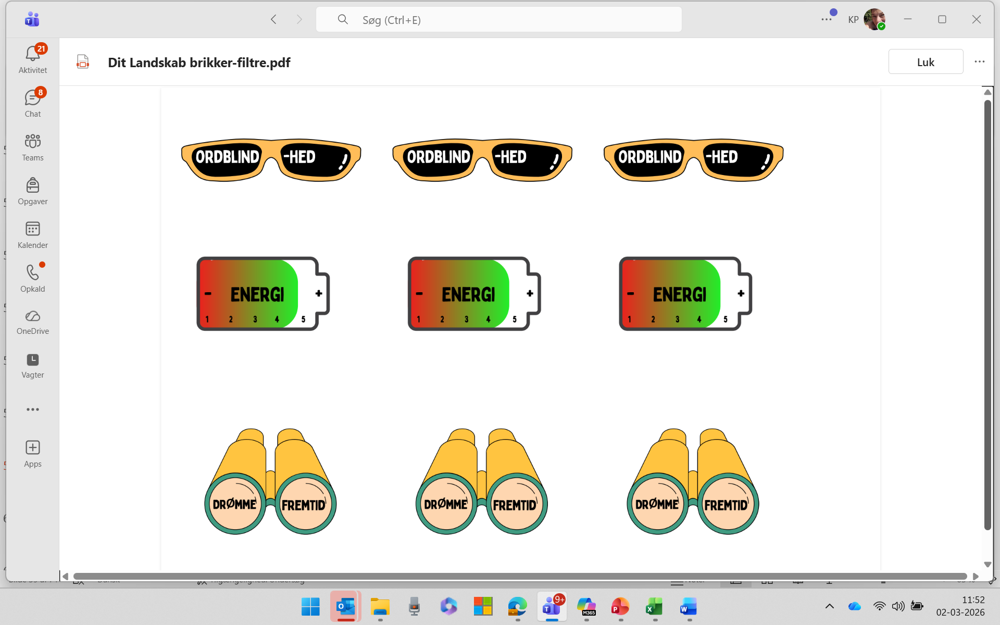 Søg (Ctrl+E)
KP
21
Aktivitet
8
Chat
Teams
Opgaver
Kalender
Opkald
OneDrive
Vagter
Apps
Dit Landskab brikker-filtre.pdf
Luk
ORDBLIND -HED
ORDBLIND -HED
ORDBLIND -HED
- ENERGI +
1 2 3 4 5
- ENERGI +
1 2 3 4 5
- ENERGI +
1 2 3 4 5
DRØMME FREMTID
DRØMME FREMTID
DRØMME FREMTID
9+
M365
11:52
02-03-2026